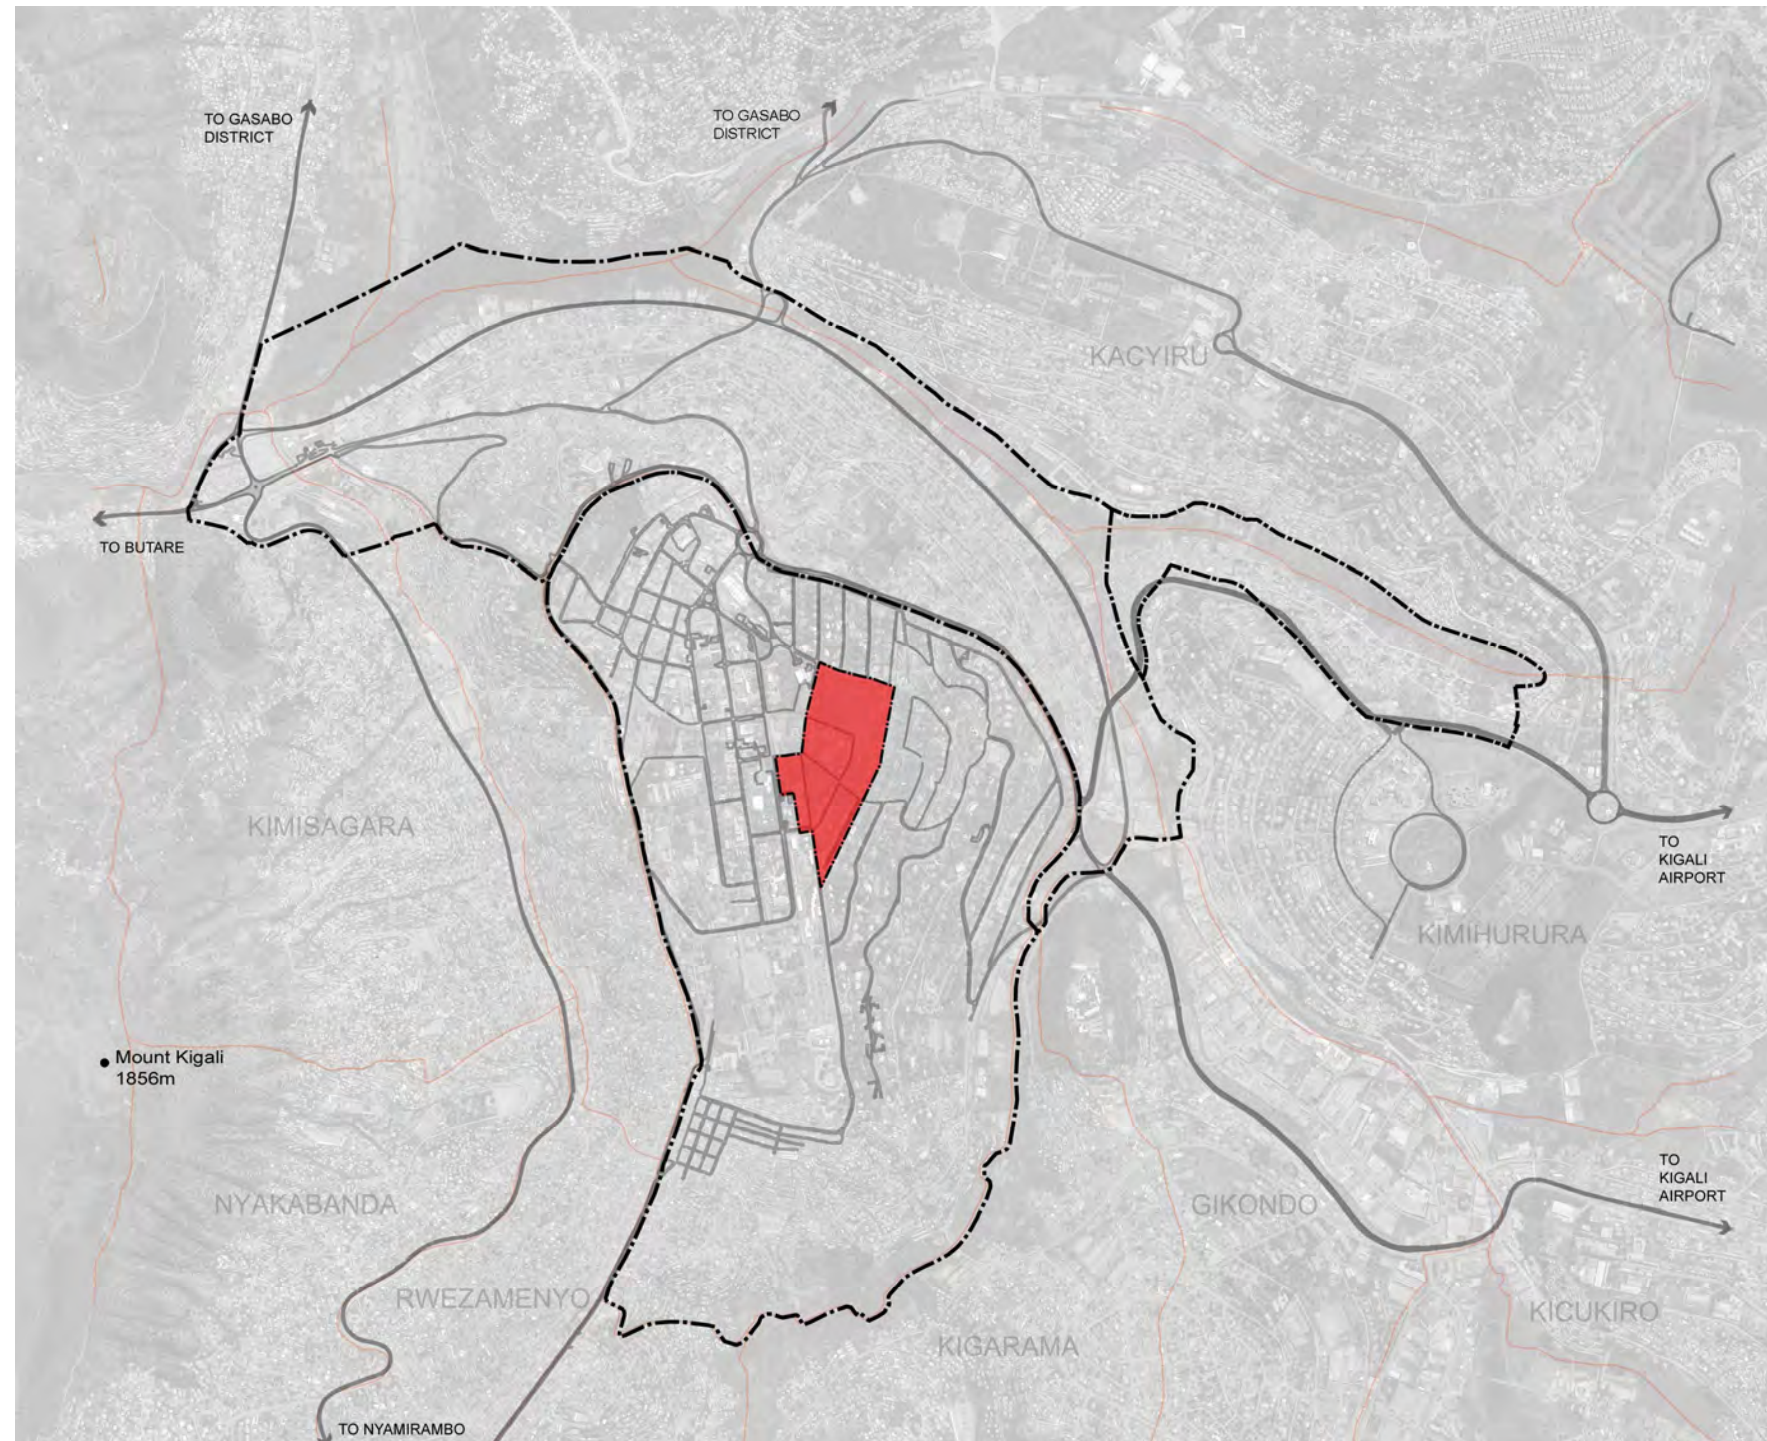 TO GASABO
DISTRICT
TO GASABO
DISTRICT
KACYIRU
TO BUTARE
KIMISAGARA
TO
KIGALI
AIRPORT
KIMIHURURA
Mount Kigali
1856m
TO
KIGALI
AIRPORT
NYAKABANDA
GIKONDO
RWEZAMENYO
KICUKIRO
KIGARAMA
TO NYAMIRAMBO